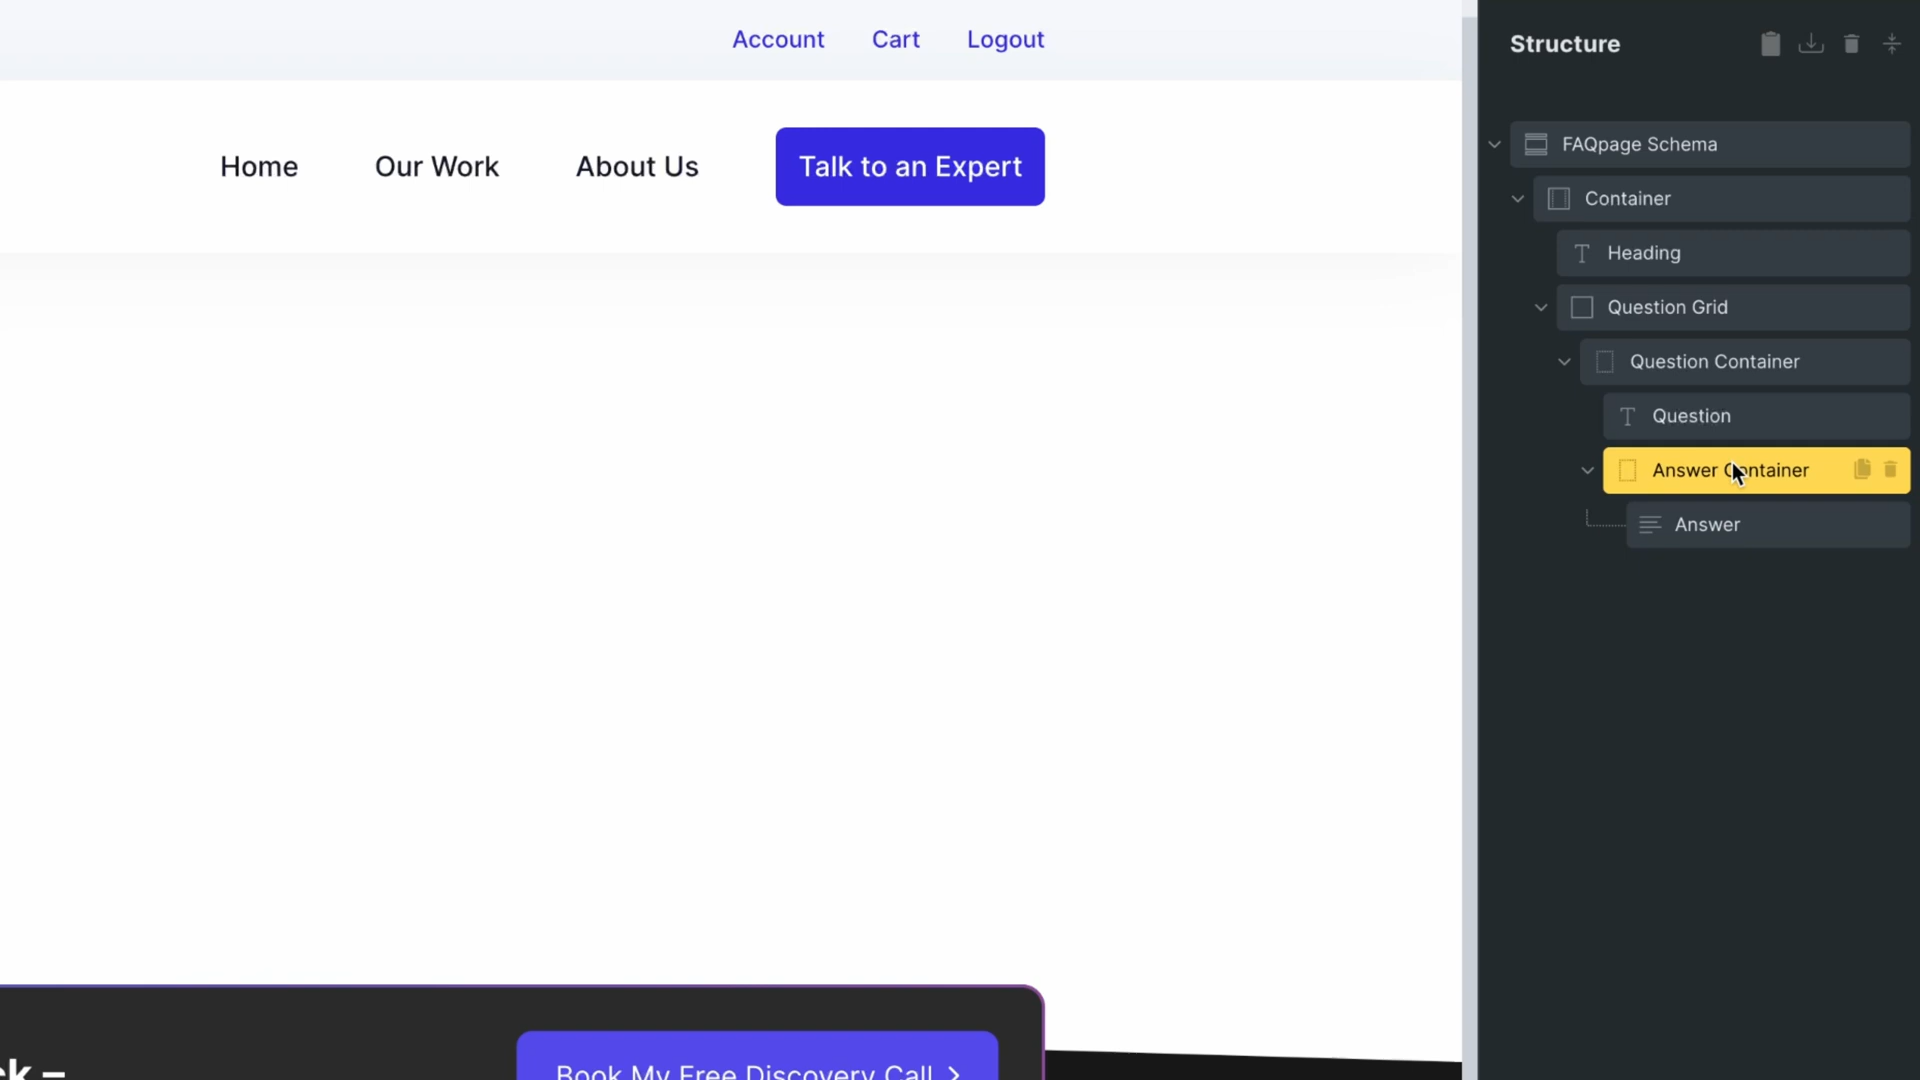 Account Cart Logout
Home Our Work About Us Talk to an Expert
ck –
Book My Free Discovery Call
Structure
FAQpage Schema
Container
Heading
Question Grid
Question Container
Question
Answer Container
Answer